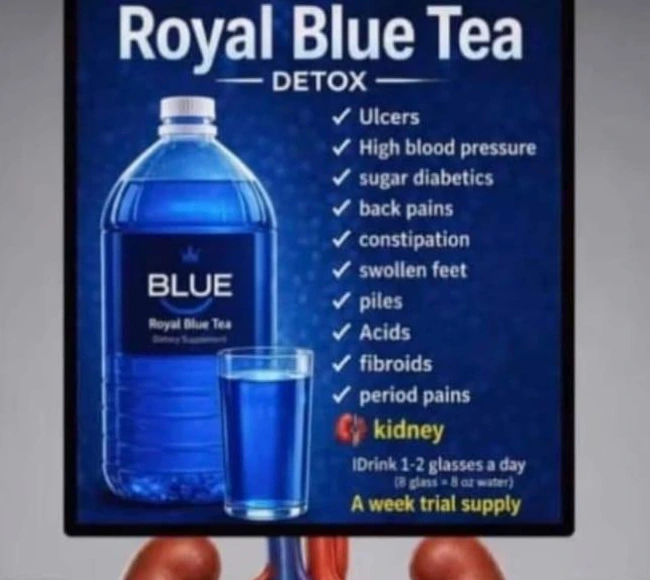 Royal Blue Tea
DETOX
✓ Ulcers
✓ High blood pressure
✓ sugar diabetics
✓ back pains
✓ constipation
✓ swollen feet
✓ piles
✓ Acids
✓ fibroids
✓ period pains
kidney
IDrink 1-2 glasses a day
(8 glass = 8 oz water)
A week trial supply
BLUE
Royal Blue Tea
Dietary Supplement